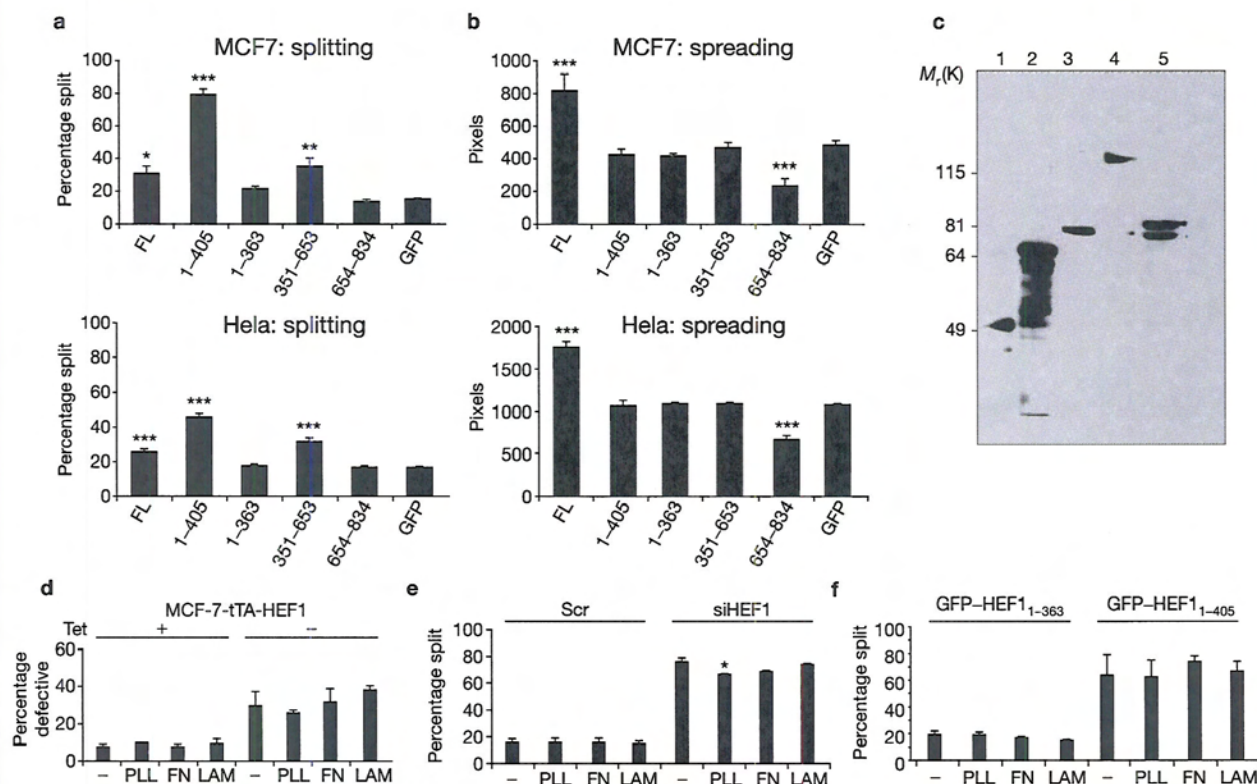 a
MCF7: splitting
Percentage split
100
80
60
40
20
0
*
***
**
FL
1–405
1–363
351–653
654–834
GFP
Hela: splitting
Percentage split
100
80
60
40
20
0
***
***
***
FL
1–405
1–363
351–653
654–834
GFP
b
MCF7: spreading
Pixels
1000
800
600
400
200
0
***
***
FL
1–405
1–363
351–653
654–834
GFP
Hela: spreading
Pixels
2000
1500
1000
500
0
***
***
FL
1–405
1–363
351–653
654–834
GFP
c
1 2 3 4 5
Mr(K)
115
81
64
49
d
MCF-7-tTA-HEF1
Tet + –
Percentage defective
60
40
20
0
– PLL FN LAM – PLL FN LAM
e
Scr siHEF1
Percentage split
100
80
60
40
20
0
*
– PLL FN LAM – PLL FN LAM
f
GFP–HEF11–363 GFP–HEF11–405
Percentage split
100
80
60
40
20
0
– PLL FN LAM – PLL FN LAM